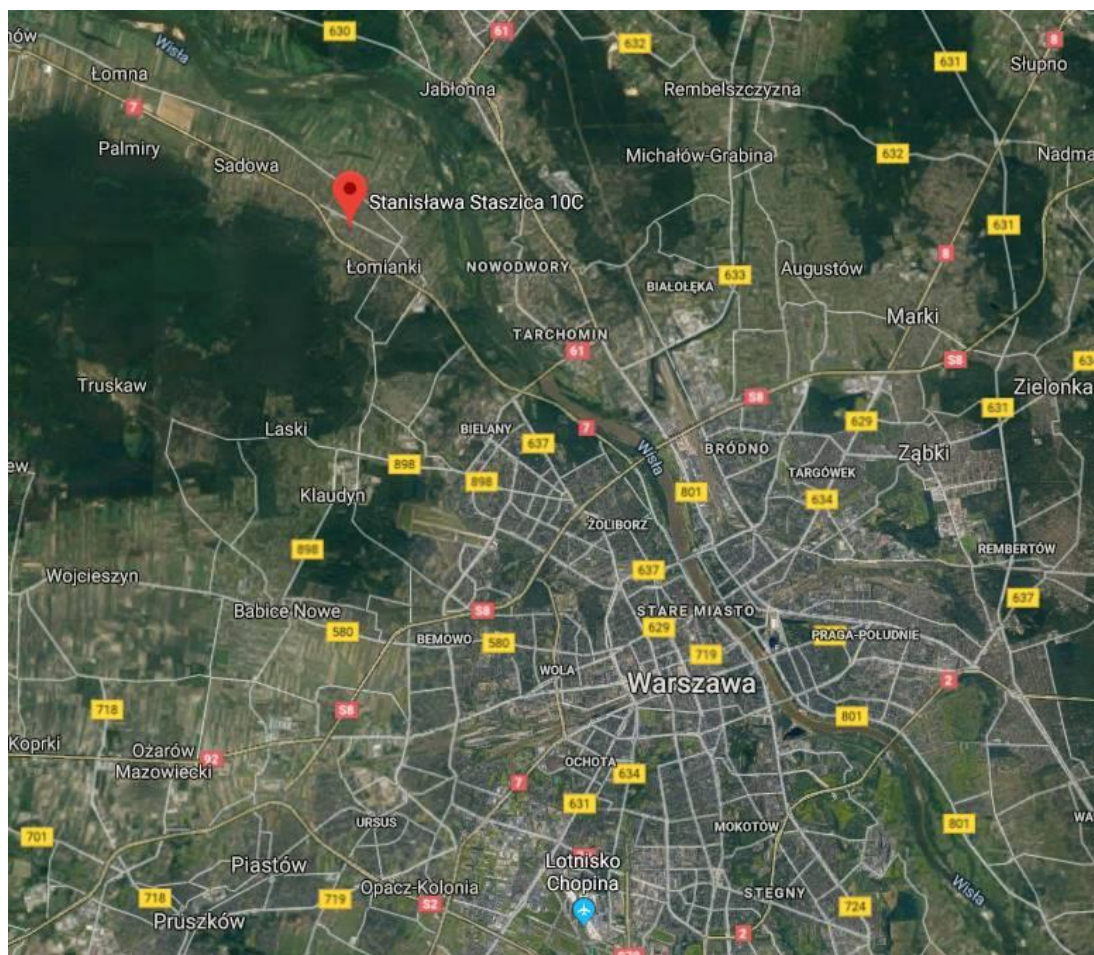 630
61
632
8
631
Słupno
Wisła
Łomna
Jabłonna
Rembelszczyzna
7
Palmiry
Sadowa
Michałów-Grabina
632
Nadma
Stanisława Staszica 10C
631
Łomianki
NOWODWORY
BIAŁOŁĘKA
633
Augustów
8
TARCHOMIN
Marki
61
S8
Truskaw
S8
Zielonka
631
Laski
BIELANY
7
637
Wisła
BRÓDNO
629
Ząbki
898
898
Klaudyn
801
TARGÓWEK
634
ŻOLIBORZ
898
REMBERTÓW
Wojcieszyn
637
637
Babice Nowe
S8
STARE MIASTO
580
BEMOWO
580
629
719
PRAGA-POŁUDNIE
WOLA
Warszawa
2
718
S8
801
Koprki
Ożarów
Mazowiecki
92
OCHOTA
7
634
631
701
URSUS
MOKOTÓW
801
Piastów
Opacz-Kolonia
Lotnisko
Chopina
STEGNY
Wisła
718
719
S2
724
Pruszków
2